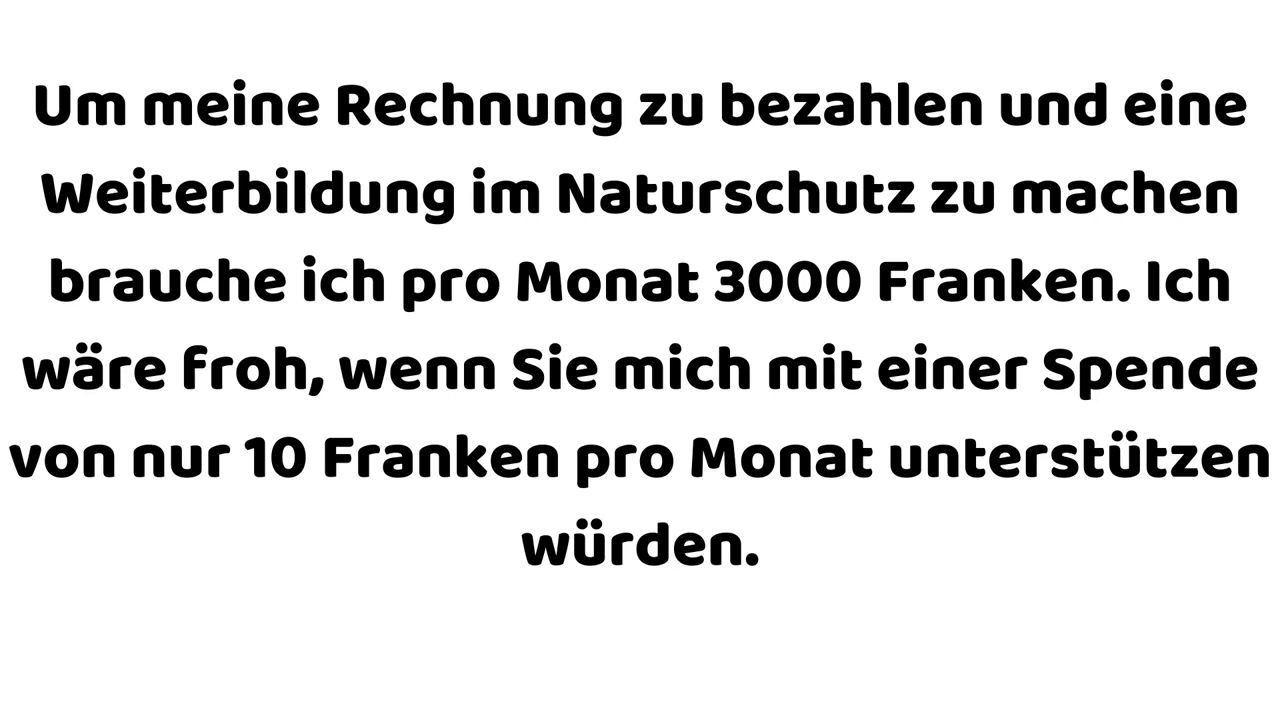 Um meine Rechnung zu bezahlen und eine
Weiterbildung im Naturschutz zu machen
brauche ich pro Monat 3000 Franken. Ich
wäre froh, wenn Sie mich mit einer Spende
von nur 10 Franken pro Monat unterstützen
würden.